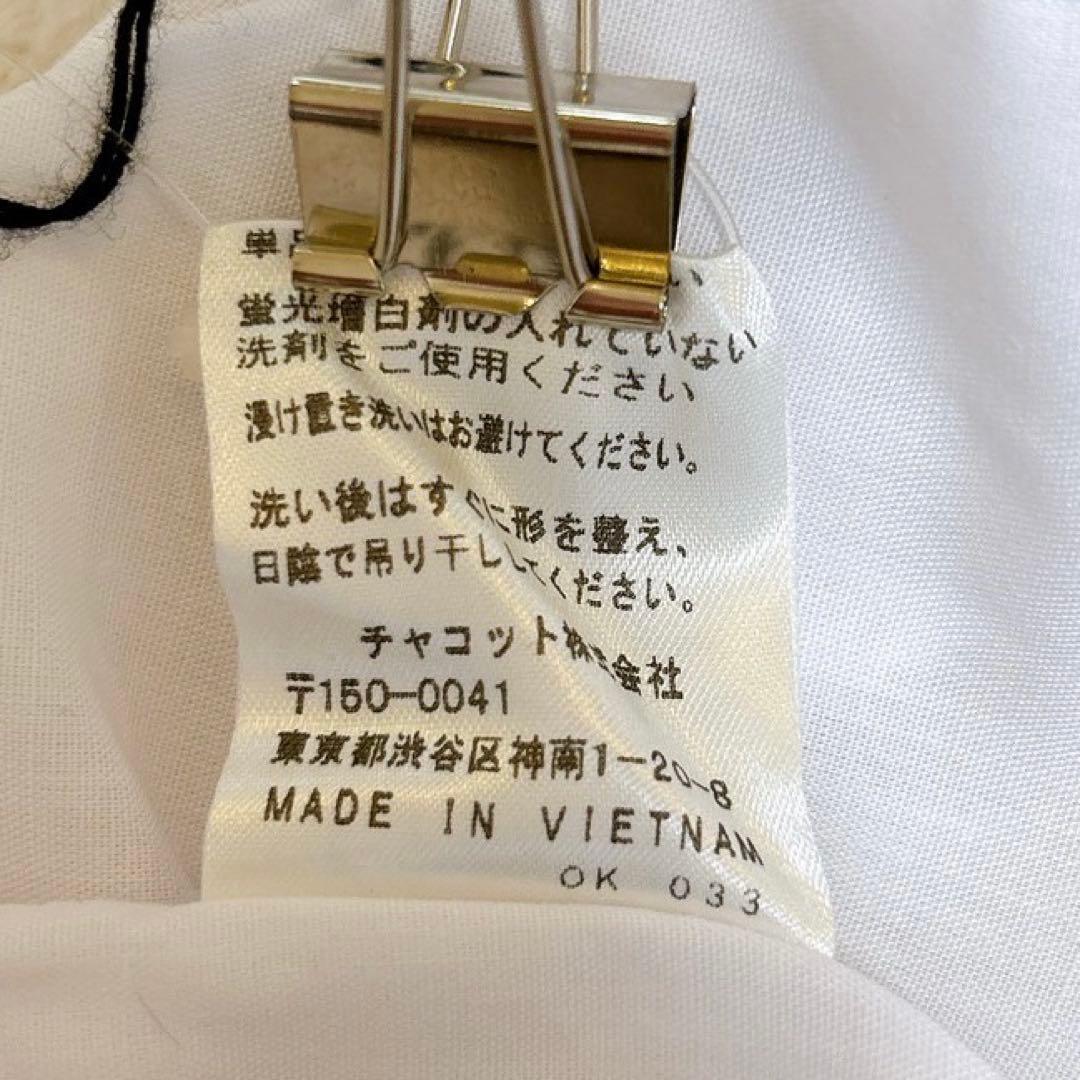 単
い
蛍光増白剤の入れていない
洗剤をご使用ください
浸け置き洗いはお避けてください。
洗い後はすぐに形を整え、
日陰で吊り干ししてください。
チャコット株式会社
〒150-0041
東京都渋谷区神南1-20-8
MADE IN VIETNAM
OK 033